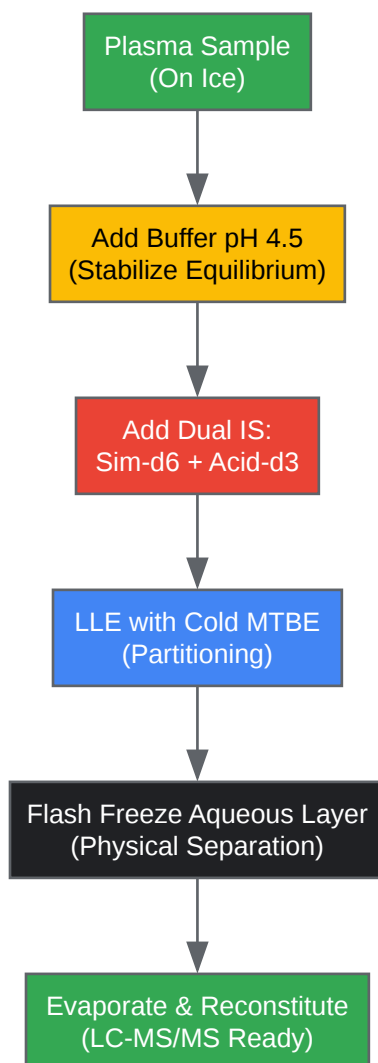 Plasma Sample
(On Ice)
Add Buffer pH 4.5
(Stabilize Equilibrium)
Add Dual IS:
Sim-d6 + Acid-d3
LLE with Cold MTBE
(Partitioning)
Flash Freeze Aqueous Layer
(Physical Separation)
Evaporate & Reconstitute
(LC-MS/MS Ready)